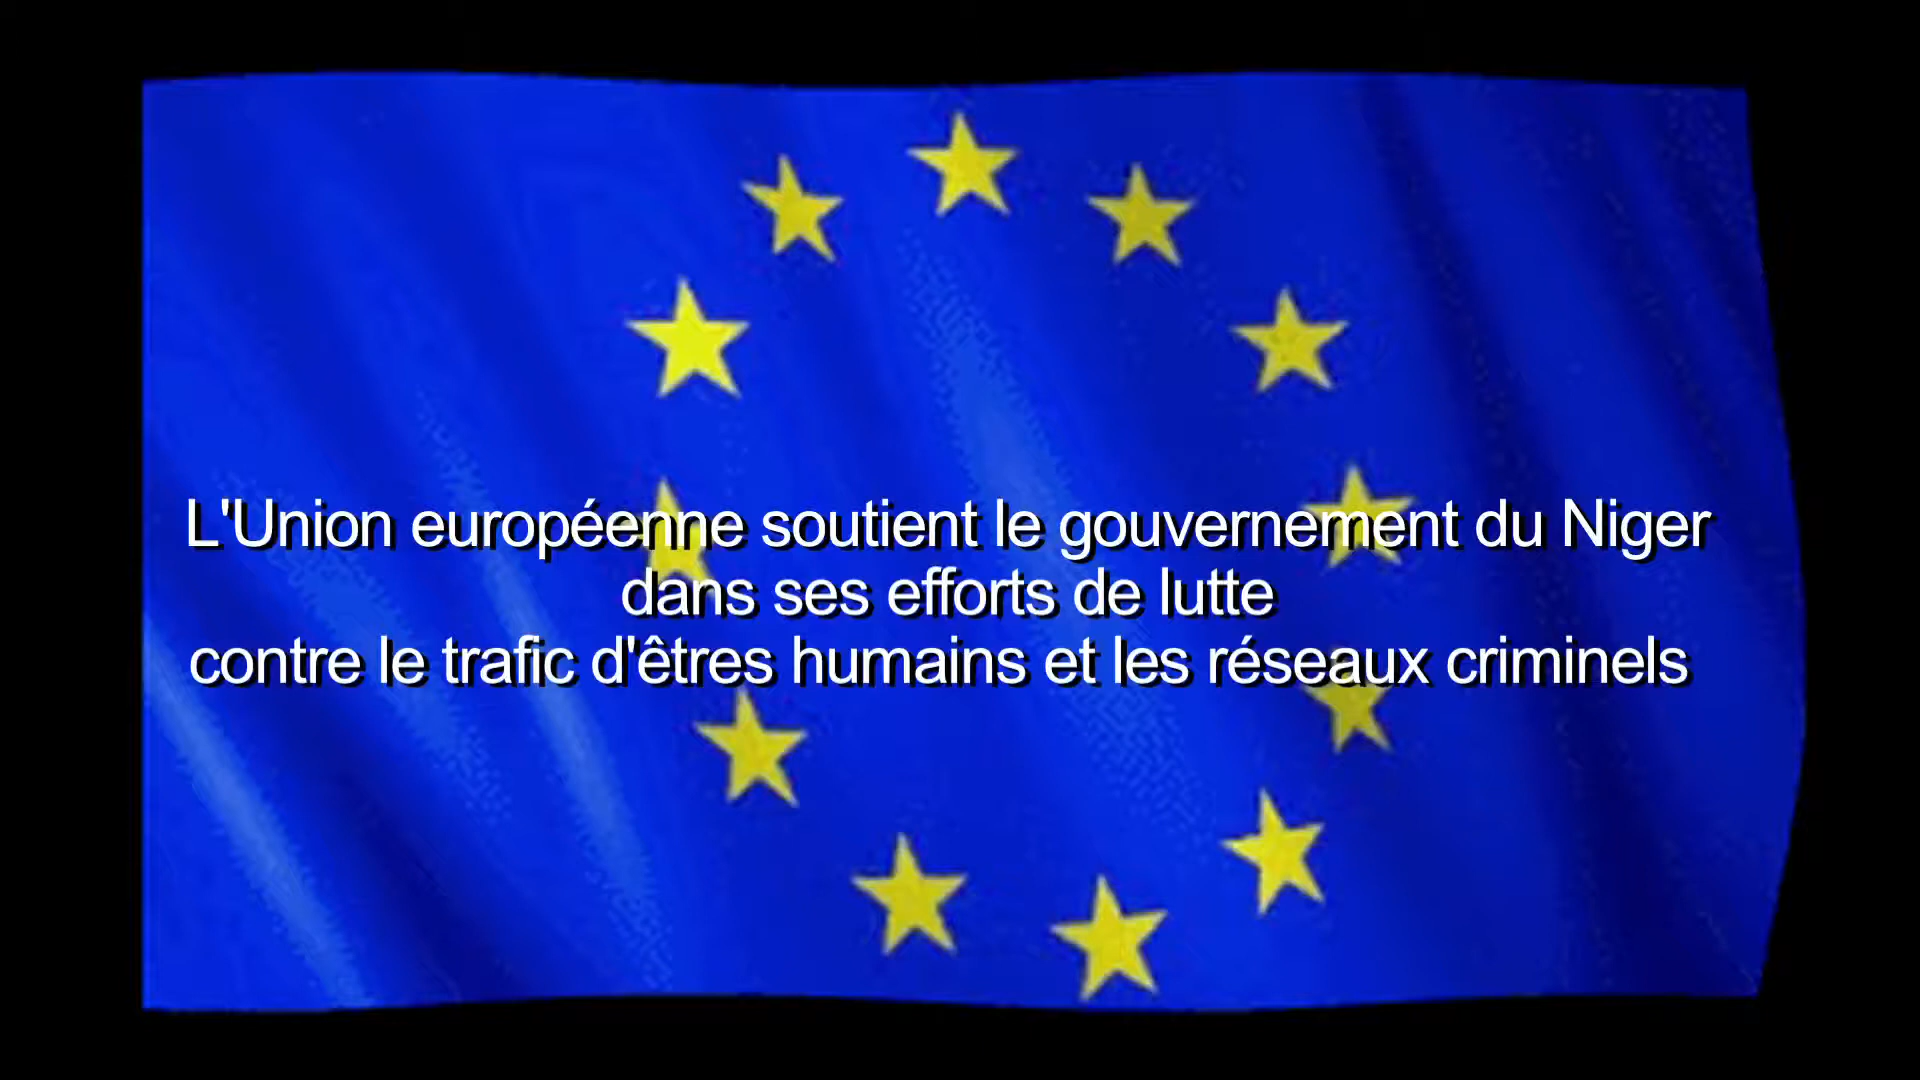 L'Union européenne soutient le gouvernement du Niger
dans ses efforts de lutte
contre le trafic d'êtres humains et les réseaux criminels